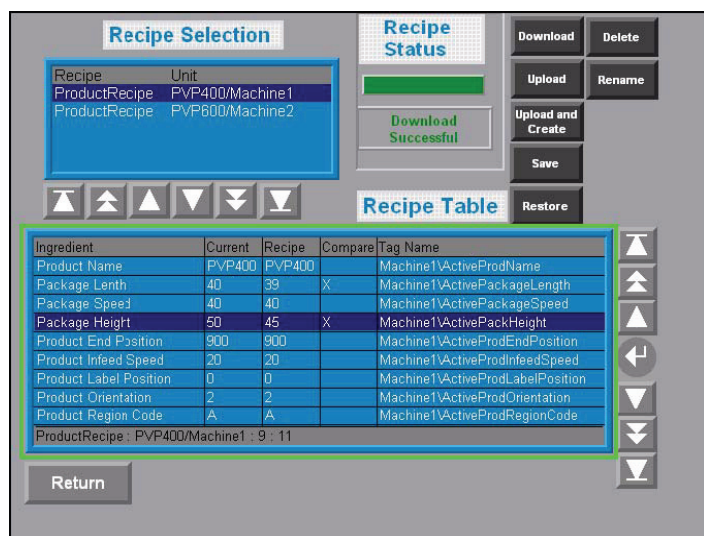 Recipe Selection
Recipe Status
Download
Delete
Recipe Unit
ProductRecipe PVP400/Machine1
ProductRecipe PVP600/Machine2
Upload
Rename
Download Successful
Upload and Create
Save
Recipe Table
Restore
Ingredient Current Recipe Compare Tag Name
Product Name PVP400 PVP400 Machine1\ActiveProdName
Package Lenth 40 39 X Machine1\ActivePackageLength
Package Speed 40 40 Machine1\ActivePackageSpeed
Package Height 50 45 X Machine1\ActivePackHeight
Product End Position 900 900 Machine1\ActiveProdEndPosition
Product Infeed Speed 20 20 Machine1\ActiveProdInfeedSpeed
Product Label Position 0 0 Machine1\ActiveProdLabelPosition
Product Orientation 2 2 Machine1\ActiveProdOrientation
Product Region Code A A Machine1\ActiveProdRegionCode
ProductRecipe : PVP400/Machine1 : 9 : 11
Return